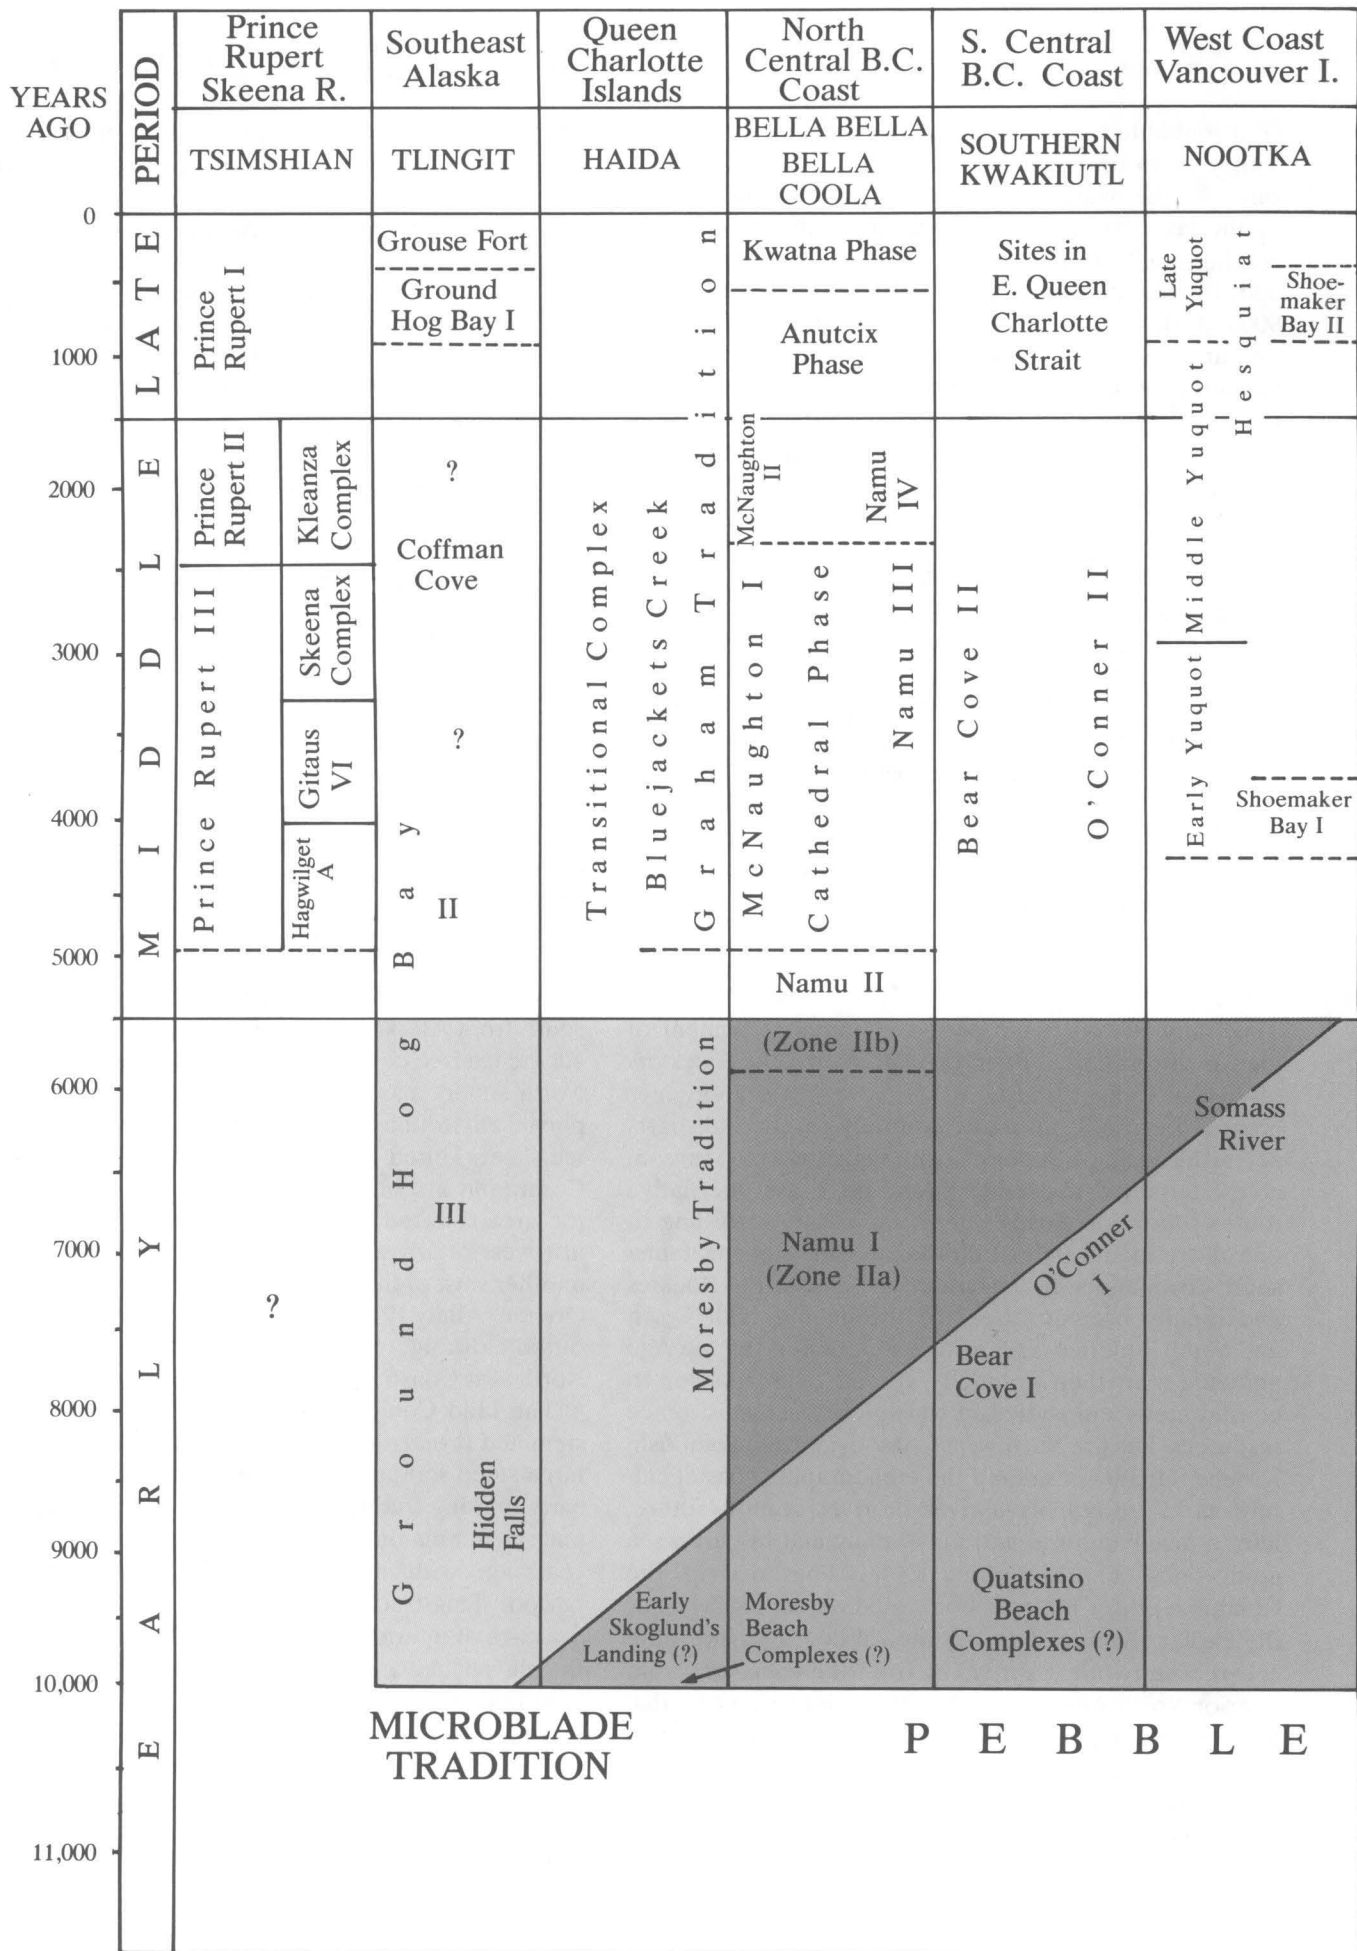 YEARS
AGO
PERIOD
Prince
Rupert
Skeena R.
Southeast
Alaska
Queen
Charlotte
Islands
North
Central B.C.
Coast
S. Central
B.C. Coast
West Coast
Vancouver I.
TSIMSHIAN
TLINGIT
HAIDA
BELLA BELLA
BELLA
COOLA
SOUTHERN
KWAKIUTL
NOOTKA
0
1000
2000
3000
4000
5000
6000
7000
8000
9000
10,000
11,000
LATE
MIDDLE
EARLY
Prince
Rupert I
Prince
Rupert II
Kleanza
Complex
Prince Rupert III
Skeena
Complex
Gitaus
VI
Hagwilget
A
?
Grouse Fort
Ground
Hog Bay I
?
Coffman
Cove
?
II
III
Ground Hog Bay
Hidden
Falls
Transitional Complex
Bluejackets Creek
Graham Tradition
Moresby Tradition
Early
Skoglund's
Landing (?)
Kwatna Phase
Anutcix
Phase
McNaughton
II
Namu
IV
McNaughton I
Cathedral Phase
Namu III
Namu II
(Zone IIb)
Namu I
(Zone IIa)
Moresby
Beach
Complexes (?)
Sites in
E. Queen
Charlotte
Strait
Bear Cove II
O'Conner II
O'Conner
I
Bear
Cove I
Quatsino
Beach
Complexes (?)
Late
Yuquot
Hesquiat
Shoe-
maker
Bay II
Middle Yuquot
Early Yuquot
Shoemaker
Bay I
Somass
River
MICROBLADE
TRADITION
PEBBLE